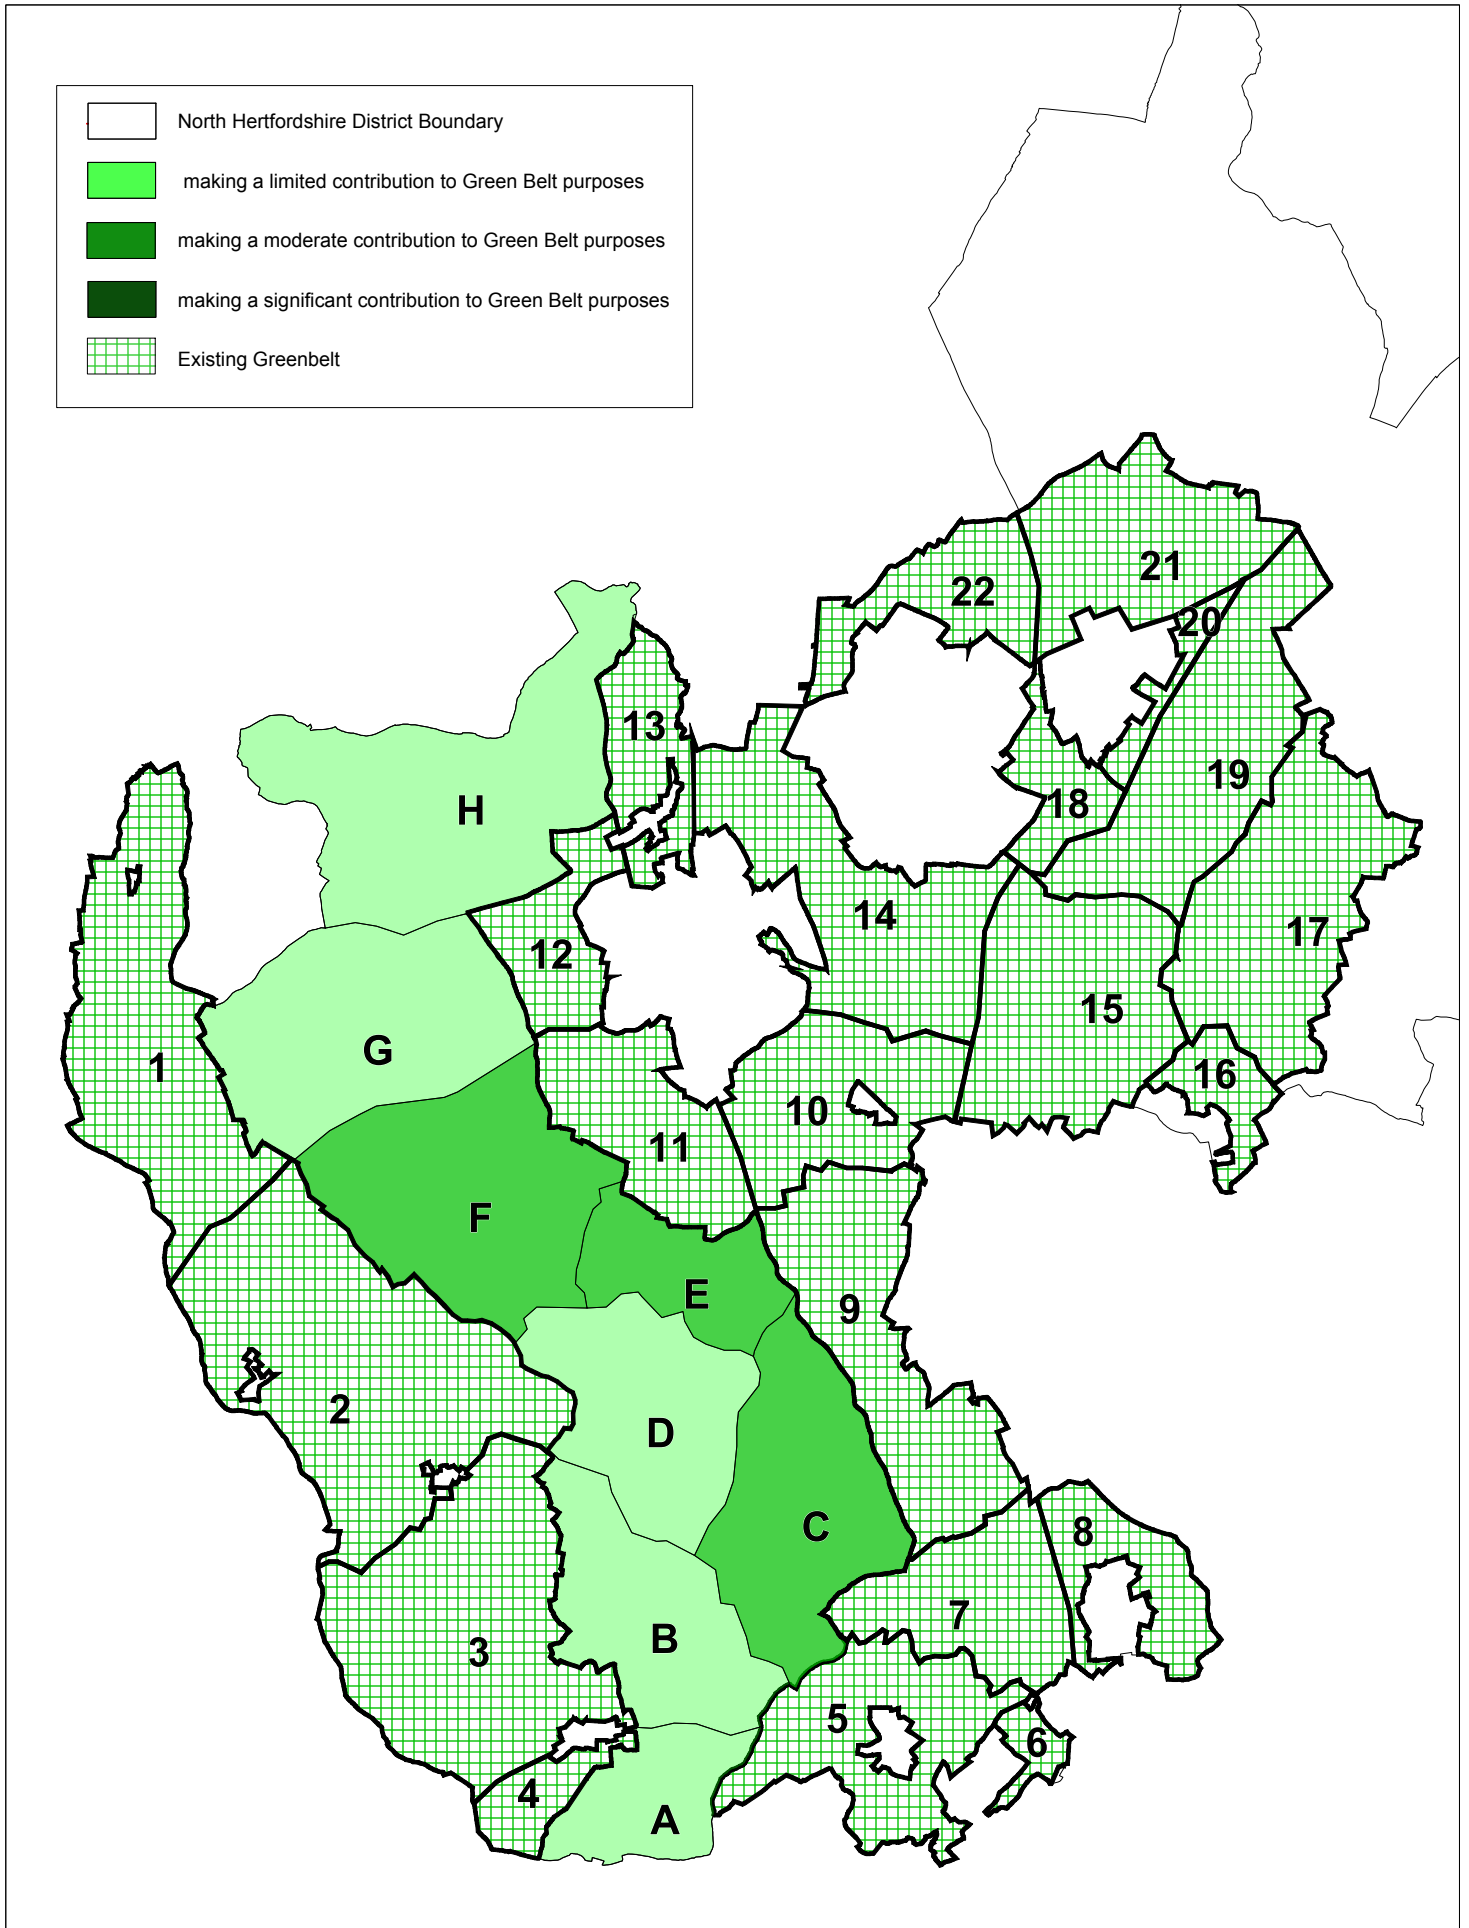 North Hertfordshire District Boundary
making a limited contribution to Green Belt purposes
making a moderate contribution to Green Belt purposes
making a significant contribution to Green Belt purposes
Existing Greenbelt
21
22
20
13
19
H
18
14
17
12
15
G
1
16
10
11
F
E
9
2
D
C
8
7
B
3
5
6
4
A